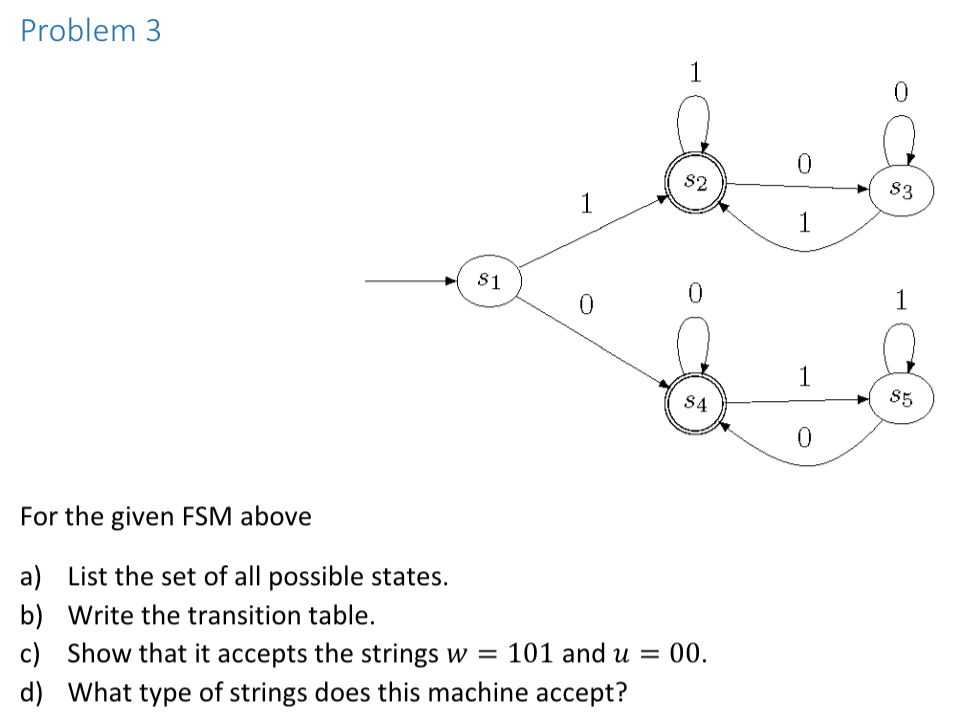 Problem 3
1
0
s2
0
s3
1
1
s1
0
0
1
1
s4
s5
0
For the given FSM above
a) List the set of all possible states.
b) Write the transition table.
c) Show that it accepts the strings w = 101 and u = 00.
d) What type of strings does this machine accept?